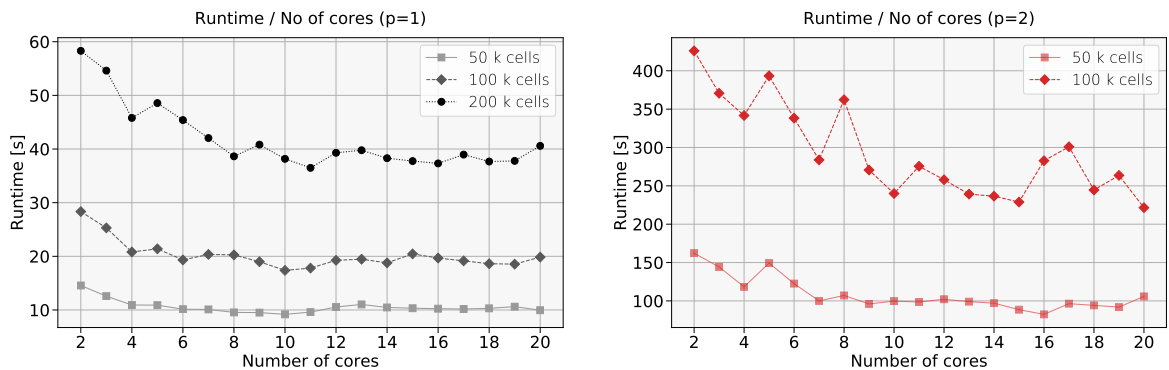 Runtime / No of cores (p=1)
Runtime [s]
60
50
40
30
20
10
50 k cells
100 k cells
200 k cells
2 4 6 8 10 12 14 16 18 20
Number of cores
Runtime / No of cores (p=2)
Runtime [s]
400
350
300
250
200
150
100
50 k cells
100 k cells
2 4 6 8 10 12 14 16 18 20
Number of cores